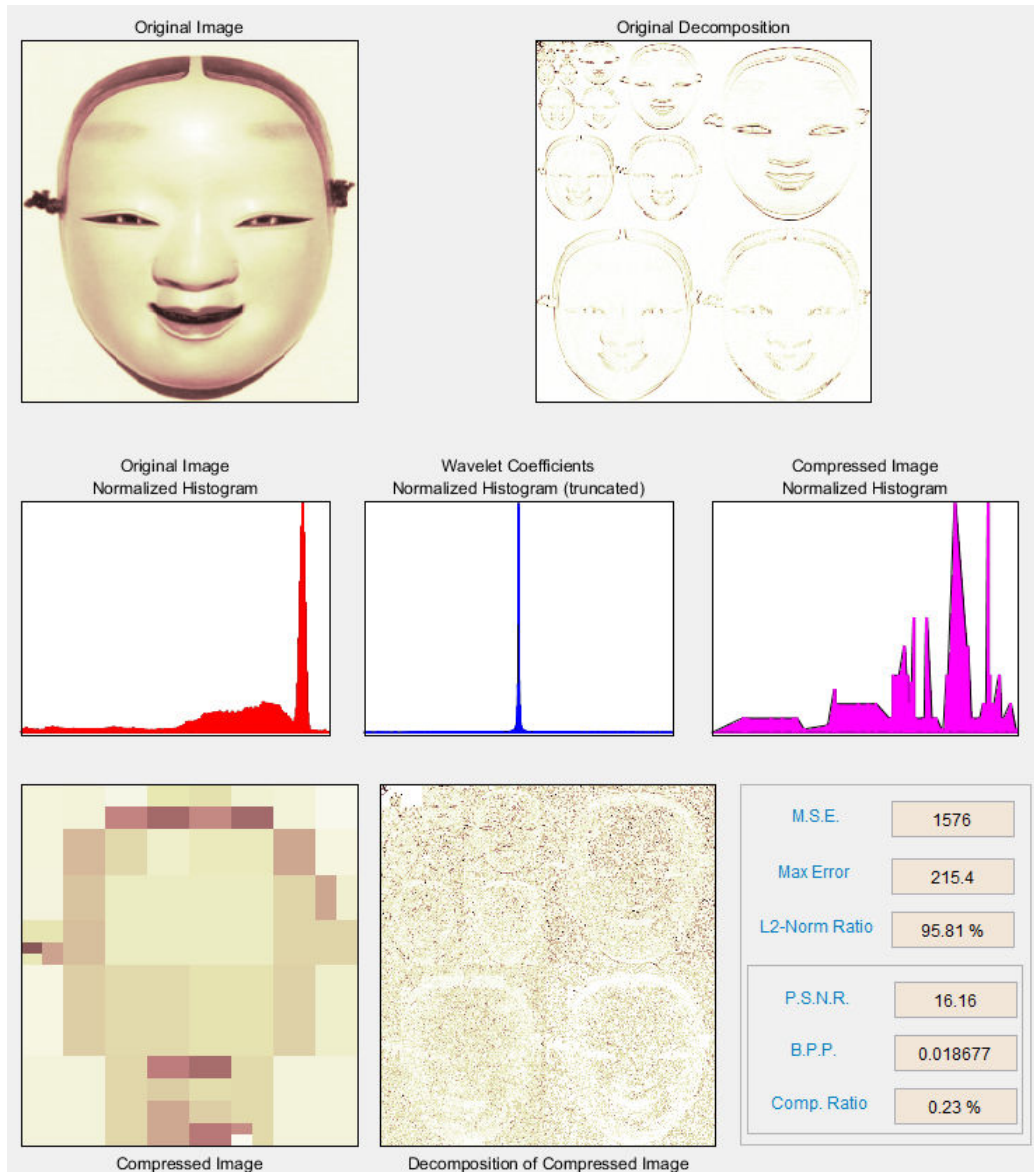 Original Image
Original Decomposition
Original Image
Normalized Histogram
Wavelet Coefficients
Normalized Histogram (truncated)
Compressed Image
Normalized Histogram
M.S.E.
1576
Max Error
215.4
L2-Norm Ratio
95.81 %
P.S.N.R.
16.16
B.P.P.
0.018677
Comp. Ratio
0.23 %
Compressed Image
Decomposition of Compressed Image